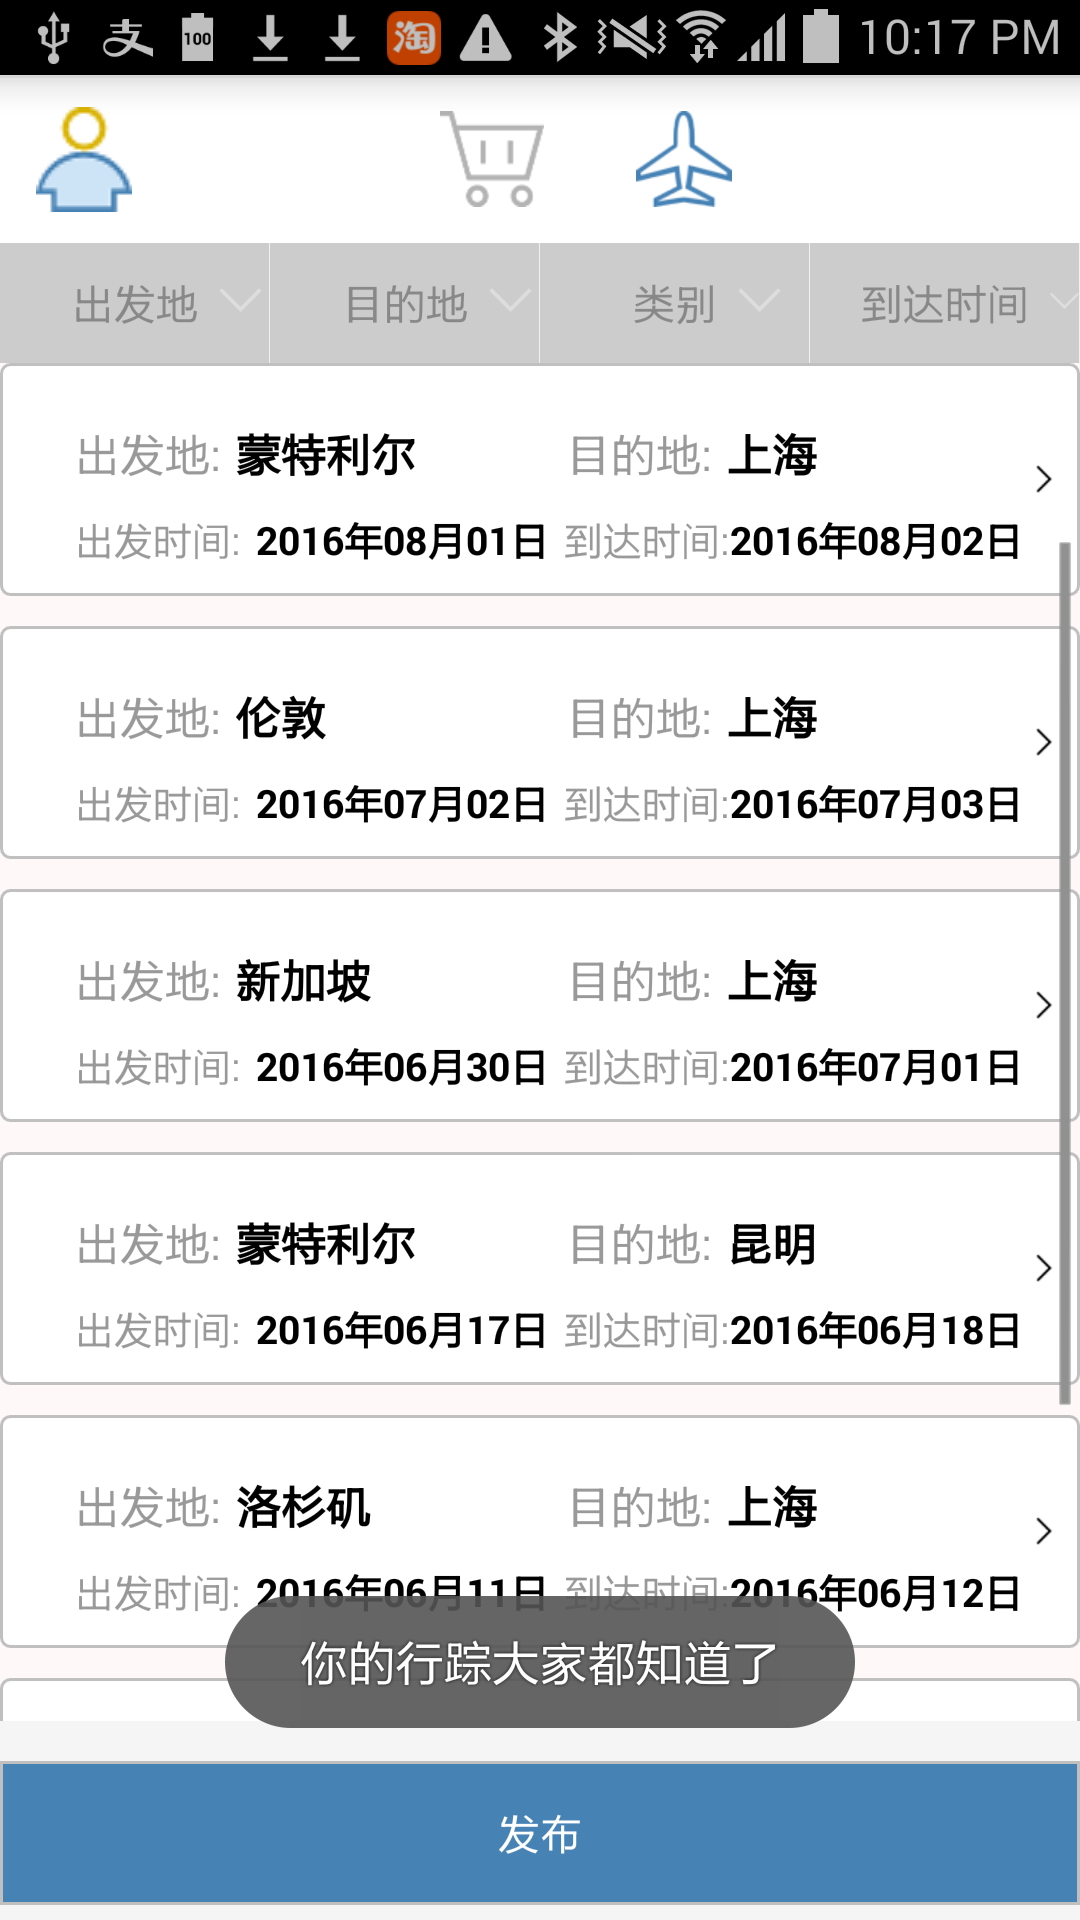 支 100 淘 10:17 PM
出发地 目的地 类别 到达时间
出发地: 蒙特利尔 目的地: 上海
出发时间: 2016年08月01日 到达时间:2016年08月02日
出发地: 伦敦 目的地: 上海
出发时间: 2016年07月02日 到达时间:2016年07月03日
出发地: 新加坡 目的地: 上海
出发时间: 2016年06月30日 到达时间:2016年07月01日
出发地: 蒙特利尔 目的地: 昆明
出发时间: 2016年06月17日 到达时间:2016年06月18日
出发地: 洛杉矶 目的地: 上海
出发时间: 2016年06月11日 到达时间:2016年06月12日
你的行踪大家都知道了
发布